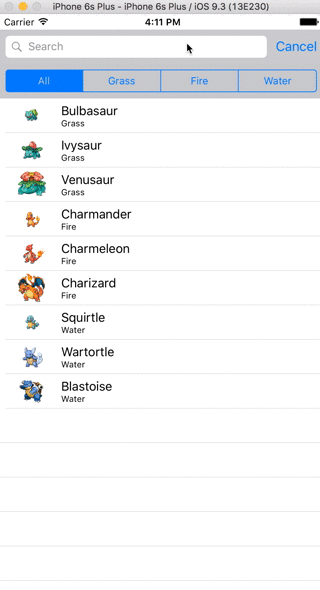 iPhone 6s Plus - iPhone 6s Plus / iOS 9.3 (13E230)
Carrier 4:11 PM
Search Cancel
All Grass Fire Water
Bulbasaur
Grass
Ivysaur
Grass
Venusaur
Grass
Charmander
Fire
Charmeleon
Fire
Charizard
Fire
Squirtle
Water
Wartortle
Water
Blastoise
Water